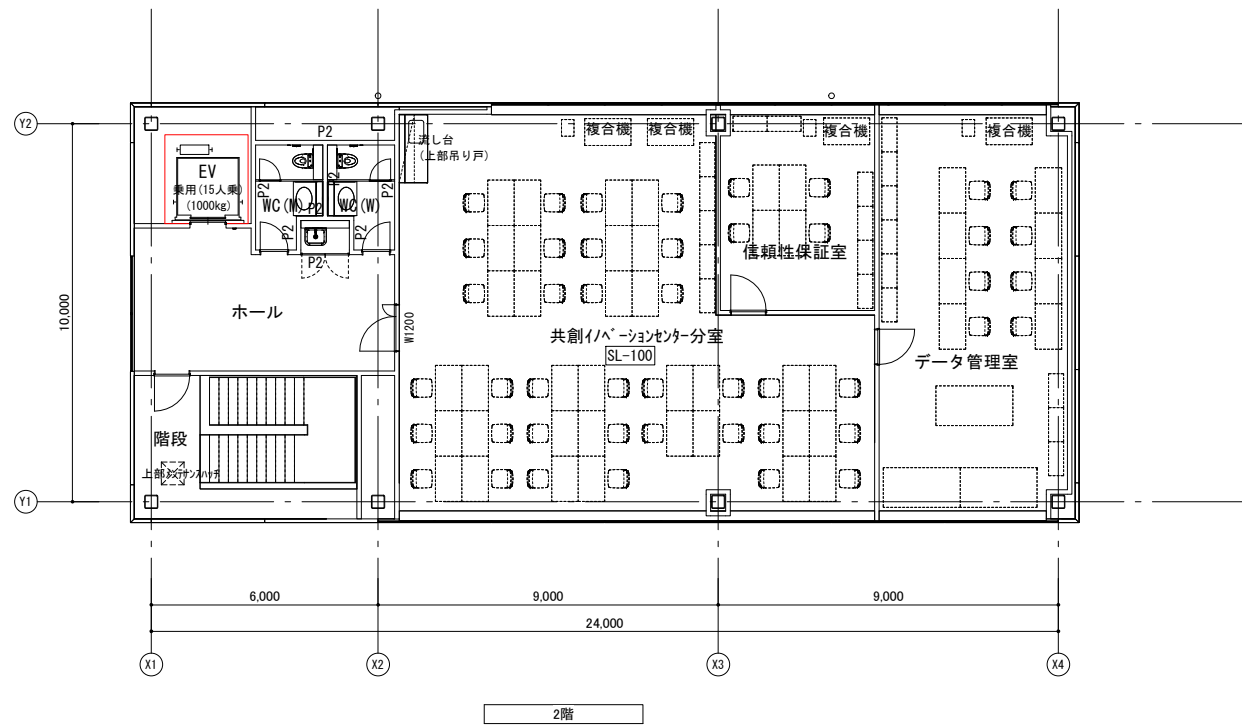 Y2
P2
複合機
複合機
複合機
複合機
流し台
(上部吊り戸)
EV
乗用(15人乗)
(1000kg)
P2
P2
P2
WC(M)
P2
WC(W)
P2
P2
P2
信頼性保証室
ホール
W1200
共創ｲﾉﾍﾞｰｼｮﾝｾﾝﾀｰ分室
SL-100
データ管理室
10,000
階段
上部ﾒﾝﾃﾅﾝｽﾊｯﾁ
Y1
6,000
9,000
9,000
24,000
X1
X2
X3
X4
2階